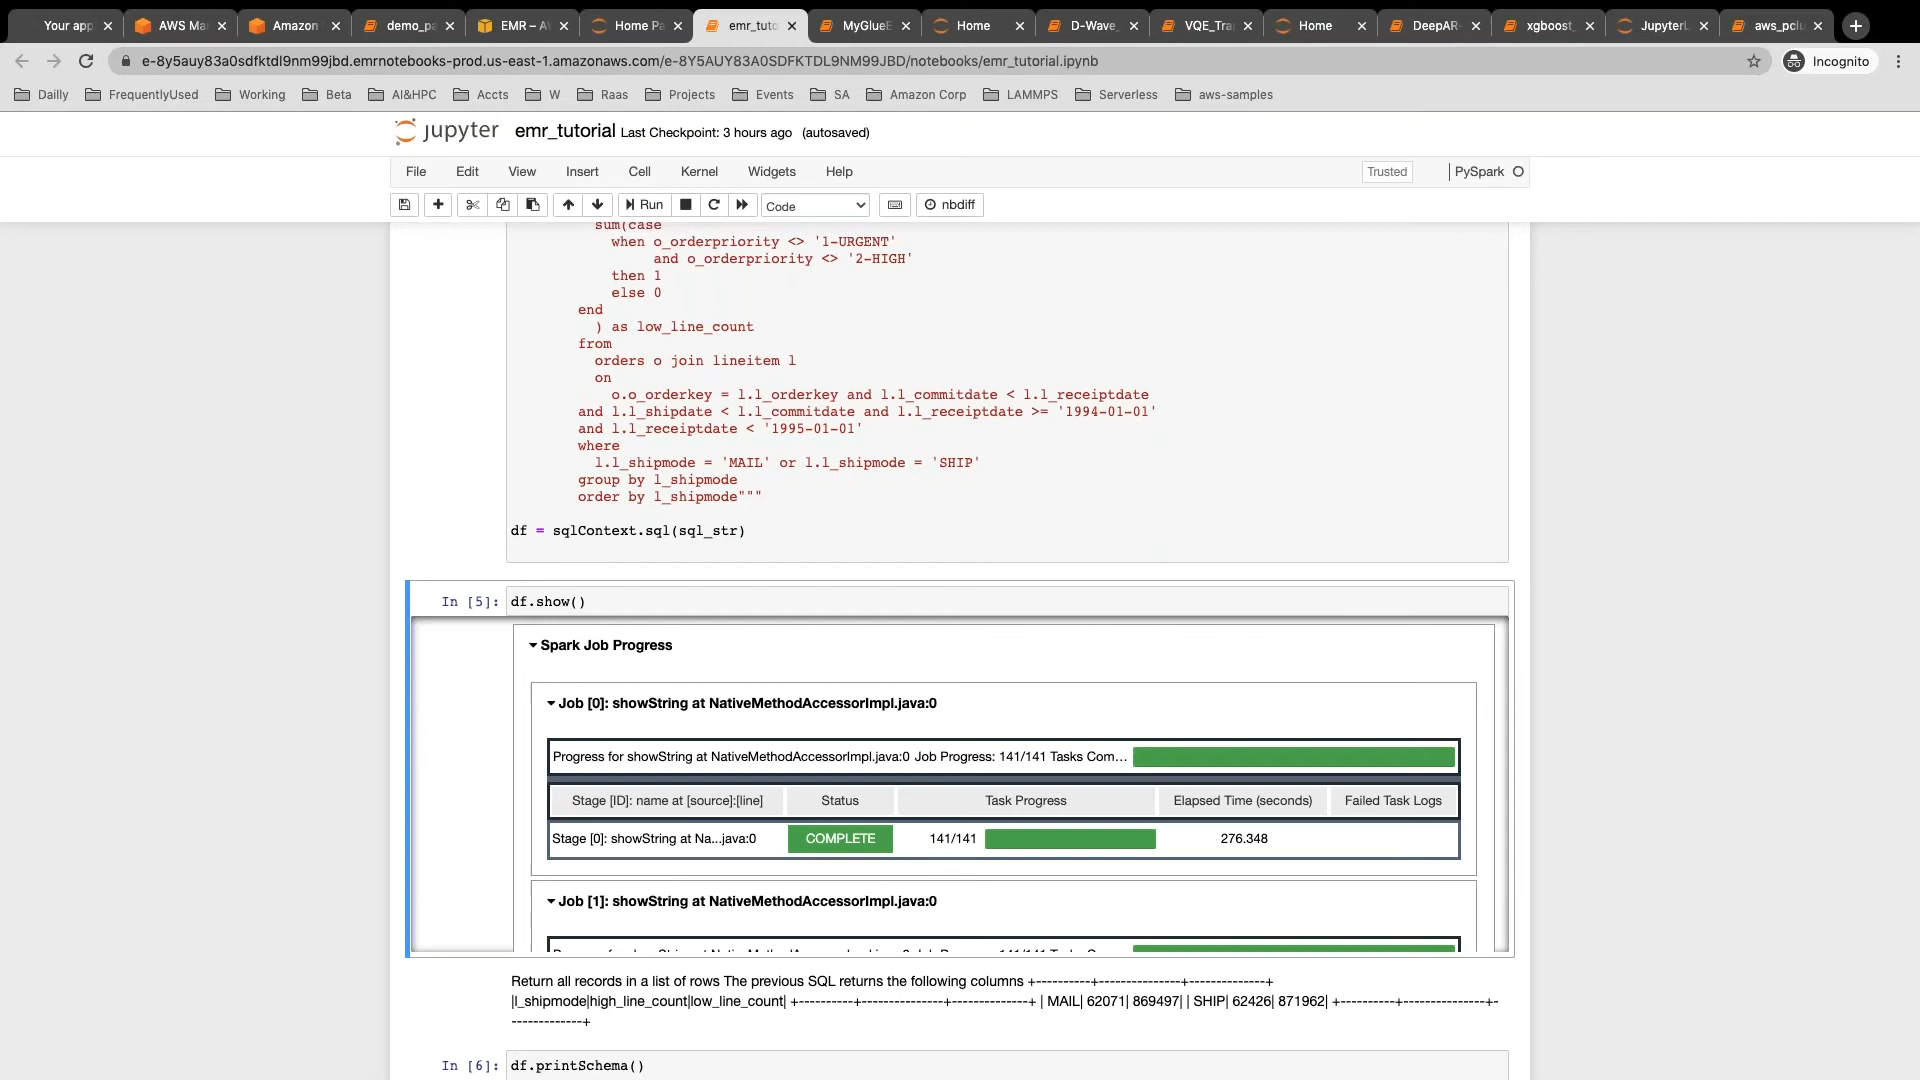 Your app
AWS Ma
Amazon
demo_pa
EMR – A
Home Pa
emr_tuto
MyGlueE
Home
D-Wave_
VQE_Tra
Home
DeepAR-
xgboost_
JupyterL
aws_pclu
e-8y5auy83a0sdfktdl9nm99jbd.emrnotebooks-prod.us-east-1.amazonaws.com/e-8Y5AUY83A0SDFKTDL9NM99JBD/notebooks/emr_tutorial.ipynb
Incognito
Dailly FrequentlyUsed Working Beta AI&HPC Accts W Raas Projects Events SA Amazon Corp LAMMPS Serverless aws-samples
jupyter emr_tutorial Last Checkpoint: 3 hours ago (autosaved)
File Edit View Insert Cell Kernel Widgets Help Trusted PySpark
Run Code nbdiff
sum(case
when o_orderpriority <> '1-URGENT'
and o_orderpriority <> '2-HIGH'
then 1
else 0
end
) as low_line_count
from
orders o join lineitem l
on
o.o_orderkey = l.l_orderkey and l.l_commitdate < l.l_receiptdate
and l.l_shipdate < l.l_commitdate and l.l_receiptdate >= '1994-01-01'
and l.l_receiptdate < '1995-01-01'
where
l.l_shipmode = 'MAIL' or l.l_shipmode = 'SHIP'
group by l_shipmode
order by l_shipmode"""
df = sqlContext.sql(sql_str)
In [5]: df.show()
Spark Job Progress
Job [0]: showString at NativeMethodAccessorImpl.java:0
Progress for showString at NativeMethodAccessorImpl.java:0 Job Progress: 141/141 Tasks Com...
Stage [ID]: name at [source]:[line] Status Task Progress Elapsed Time (seconds) Failed Task Logs
Stage [0]: showString at Na...java:0 COMPLETE 141/141 276.348
Job [1]: showString at NativeMethodAccessorImpl.java:0
Return all records in a list of rows The previous SQL returns the following columns +----------+---------------+--------------+
|l_shipmode|high_line_count|low_line_count| +----------+---------------+--------------+ | MAIL| 62071| 869497| | SHIP| 62426| 871962| +----------+---------------+-
-------------+
In [6]: df.printSchema()